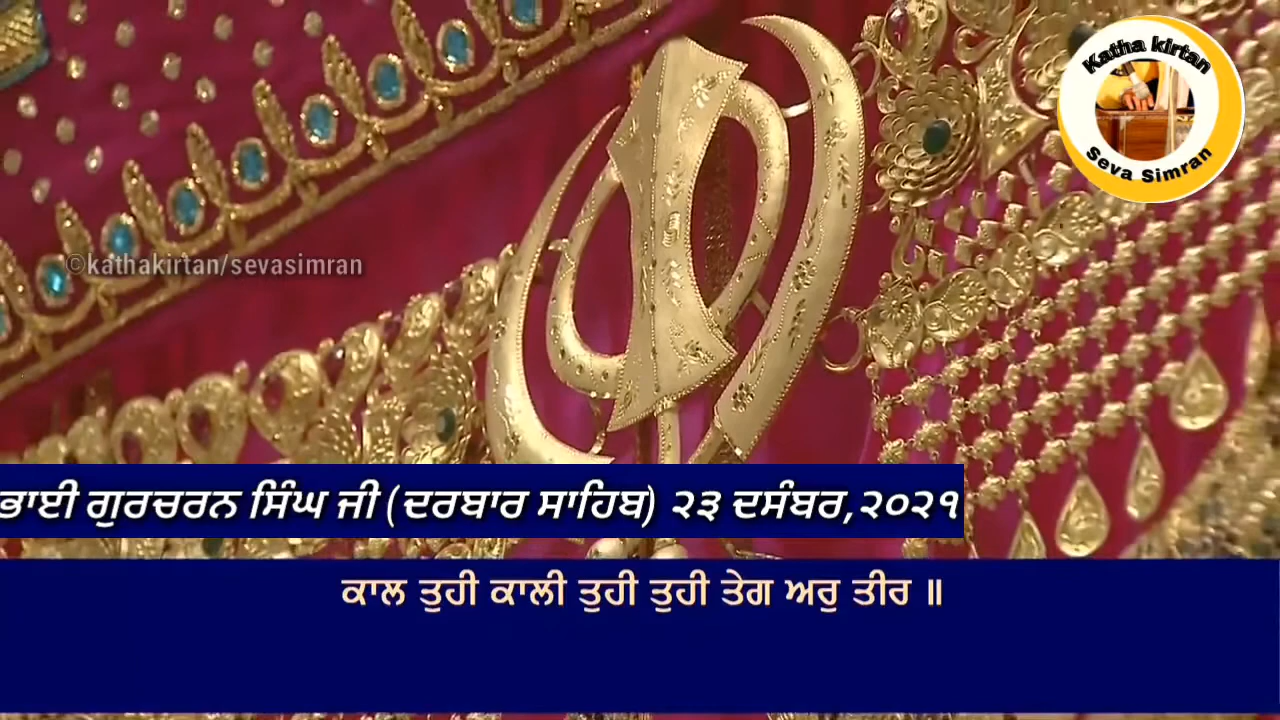 Katha kirtan
Seva Simran
©kathakirtan/sevasimran
ਭਾਈ ਗੁਰਚਰਨ ਸਿੰਘ ਜੀ (ਦਰਬਾਰ ਸਾਹਿਬ) ੨੩ ਦਸੰਬਰ,੨੦੨੧
ਕਾਲ ਤੁਹੀ ਕਾਲੀ ਤੁਹੀ ਤੁਹੀ ਤੇਗ ਅਰੁ ਤੀਰ ॥